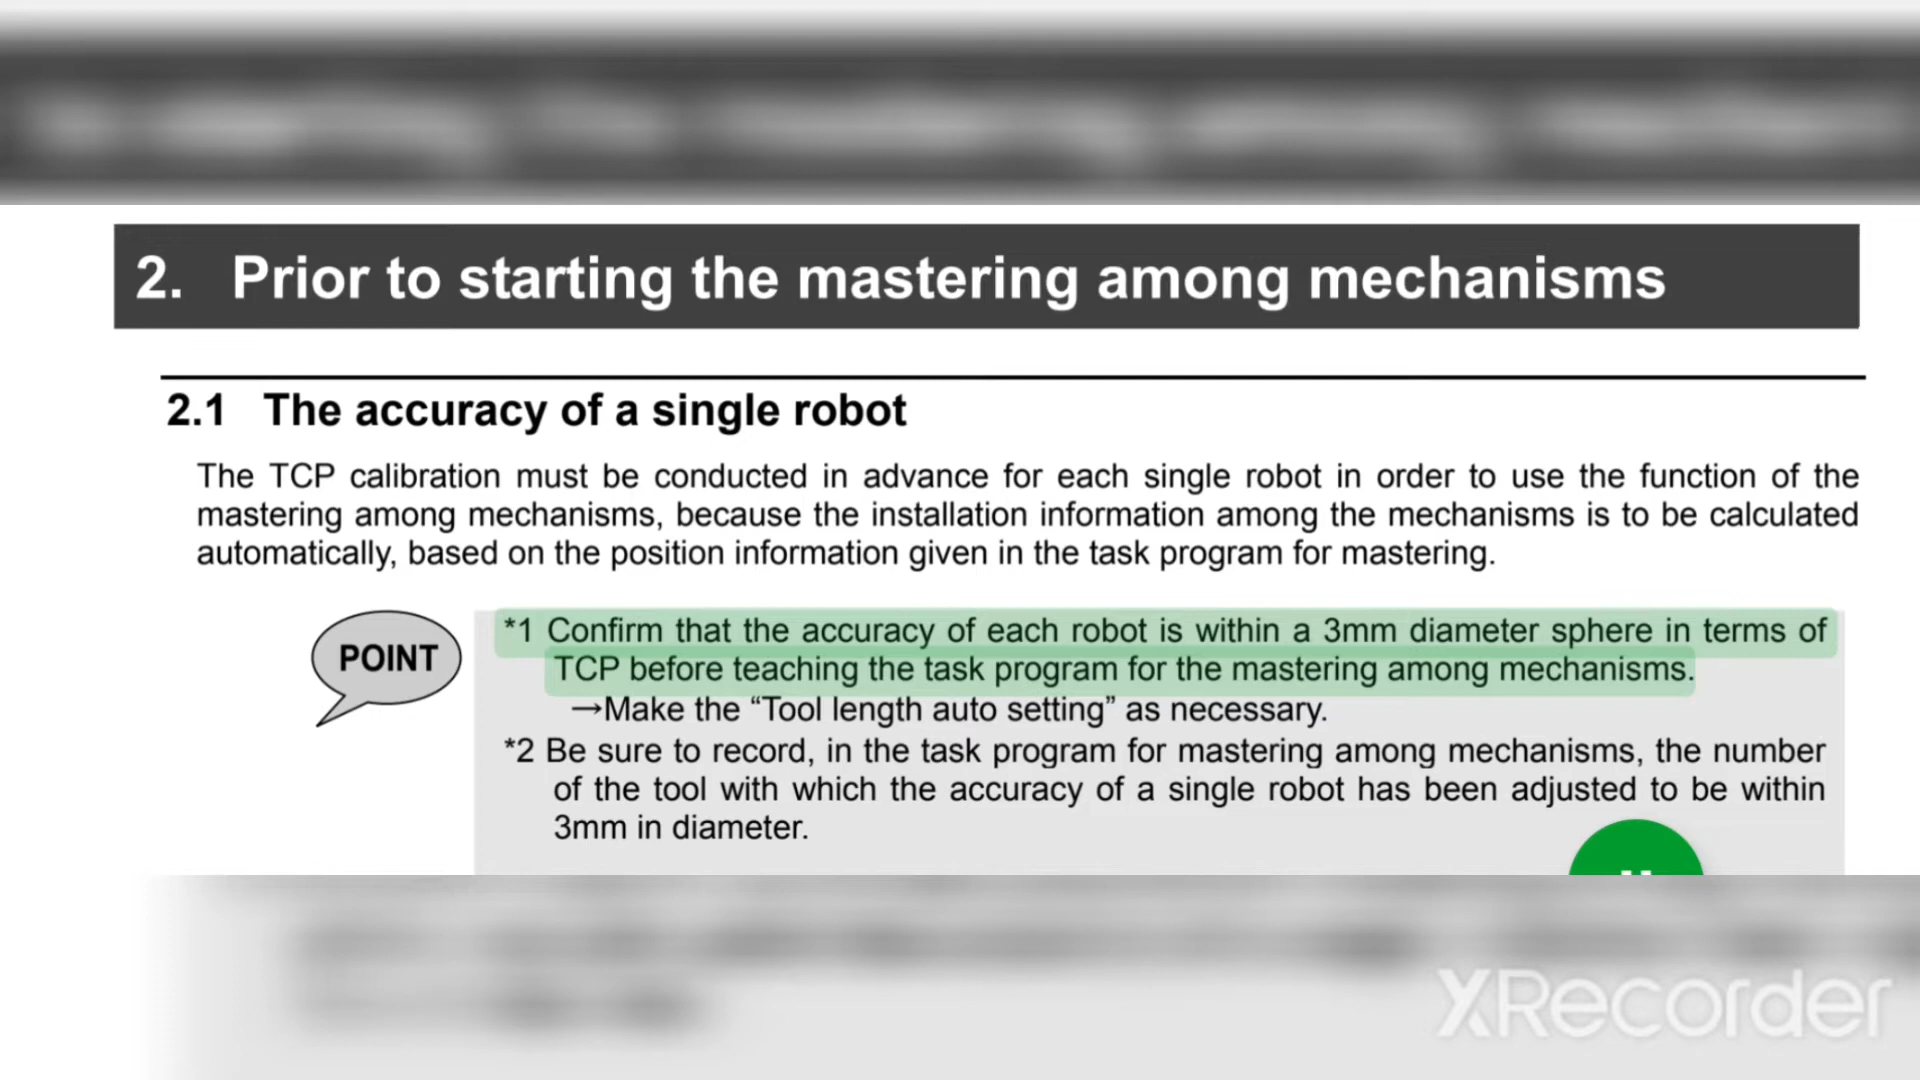 2. Prior to starting the mastering among mechanisms
2.1 The accuracy of a single robot
The TCP calibration must be conducted in advance for each single robot in order to use the function of the
mastering among mechanisms, because the installation information among the mechanisms is to be calculated
automatically, based on the position information given in the task program for mastering.
POINT
*1 Confirm that the accuracy of each robot is within a 3mm diameter sphere in terms of
TCP before teaching the task program for the mastering among mechanisms.
→Make the “Tool length auto setting” as necessary.
*2 Be sure to record, in the task program for mastering among mechanisms, the number
of the tool with which the accuracy of a single robot has been adjusted to be within
3mm in diameter.
XRecorder